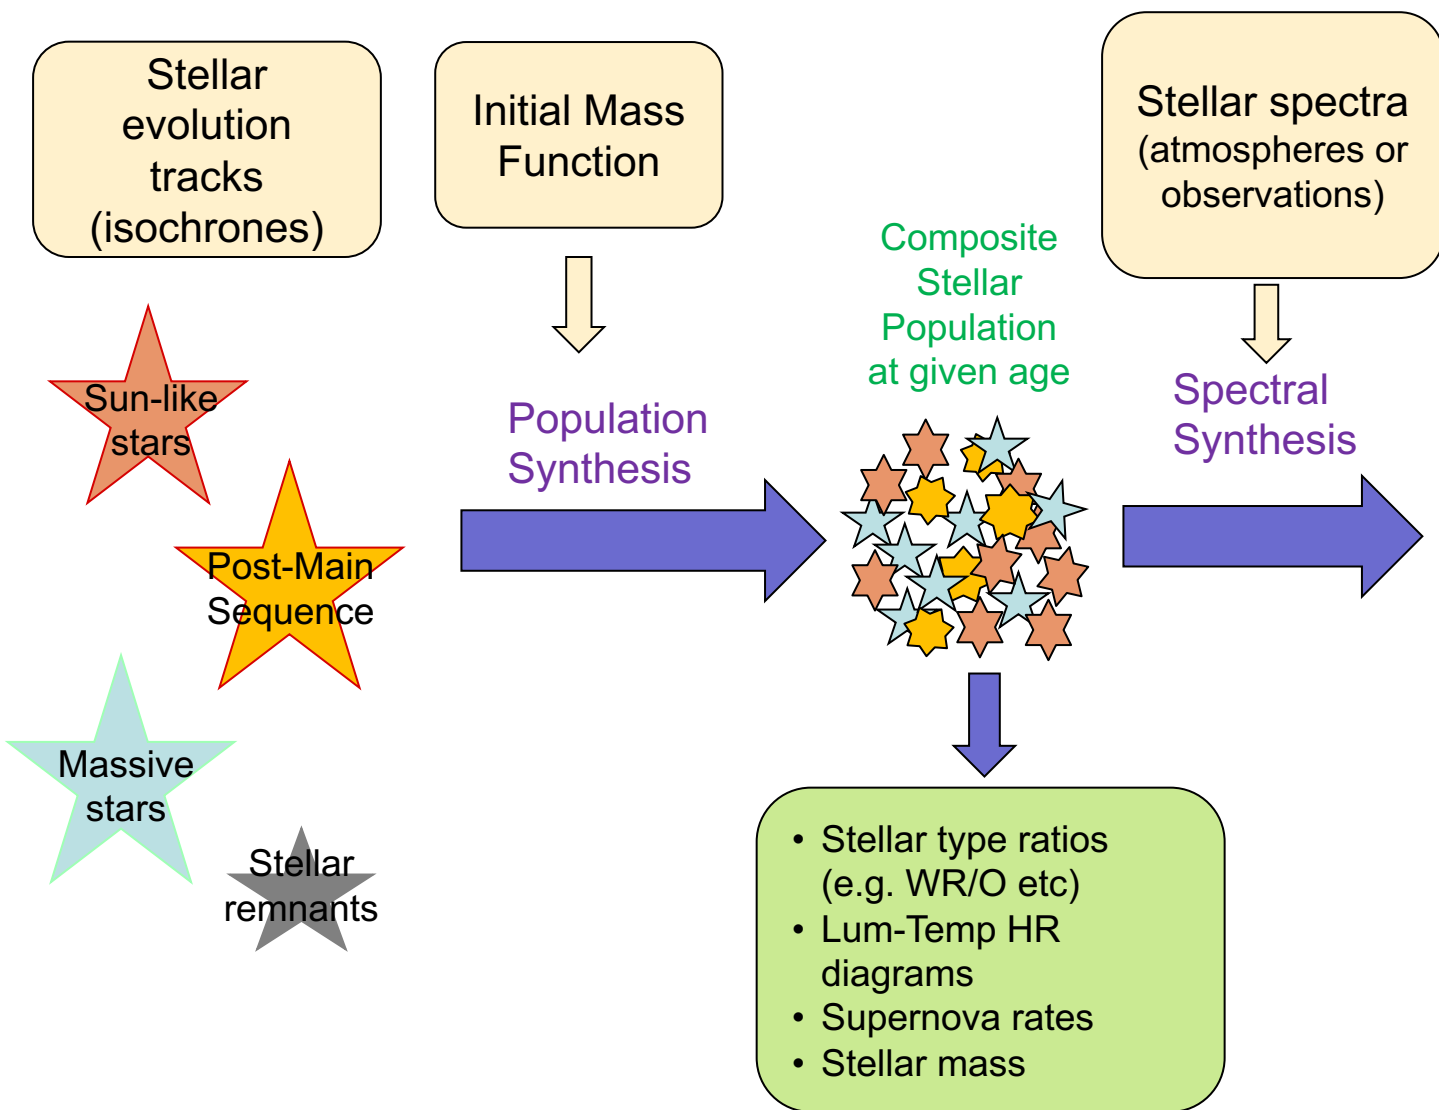 Stellar
evolution
tracks
(isochrones)
Initial Mass
Function
Stellar spectra
(atmospheres or
observations)
Composite
Stellar
Population
at given age
Sun-like
stars
Population
Synthesis
Spectral
Synthesis
Post-Main
Sequence
Massive
stars
Stellar
remnants
• Stellar type ratios
(e.g. WR/O etc)
• Lum-Temp HR
diagrams
• Supernova rates
• Stellar mass